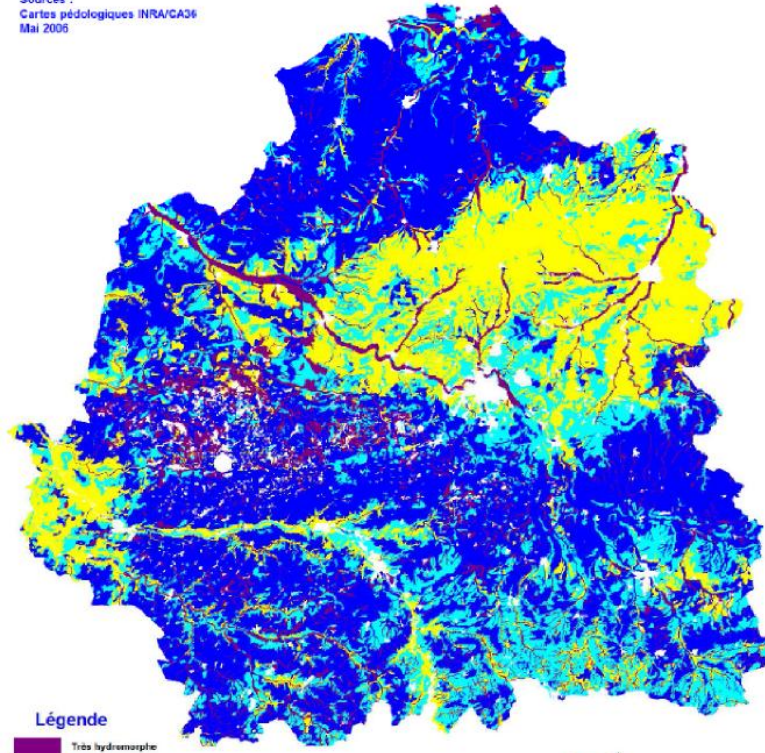 Sources :
Cartes pédologiques INRA/CA36
Mai 2006
Légende
Très hydromorphe